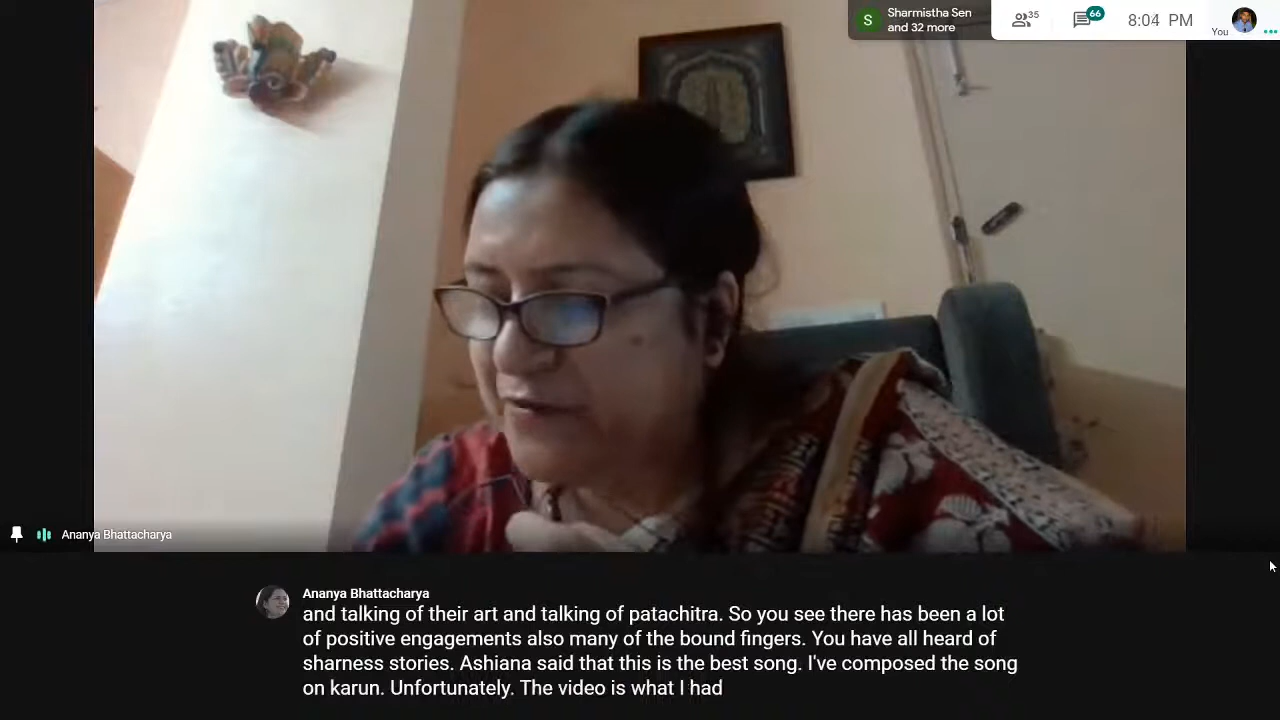 S
Sharmistha Sen
and 32 more
35
66
8:04 PM
You
Ananya Bhattacharya
Ananya Bhattacharya
and talking of their art and talking of patachitra. So you see there has been a lot
of positive engagements also many of the bound fingers. You have all heard of
sharness stories. Ashiana said that this is the best song. I've composed the song
on karun. Unfortunately. The video is what I had